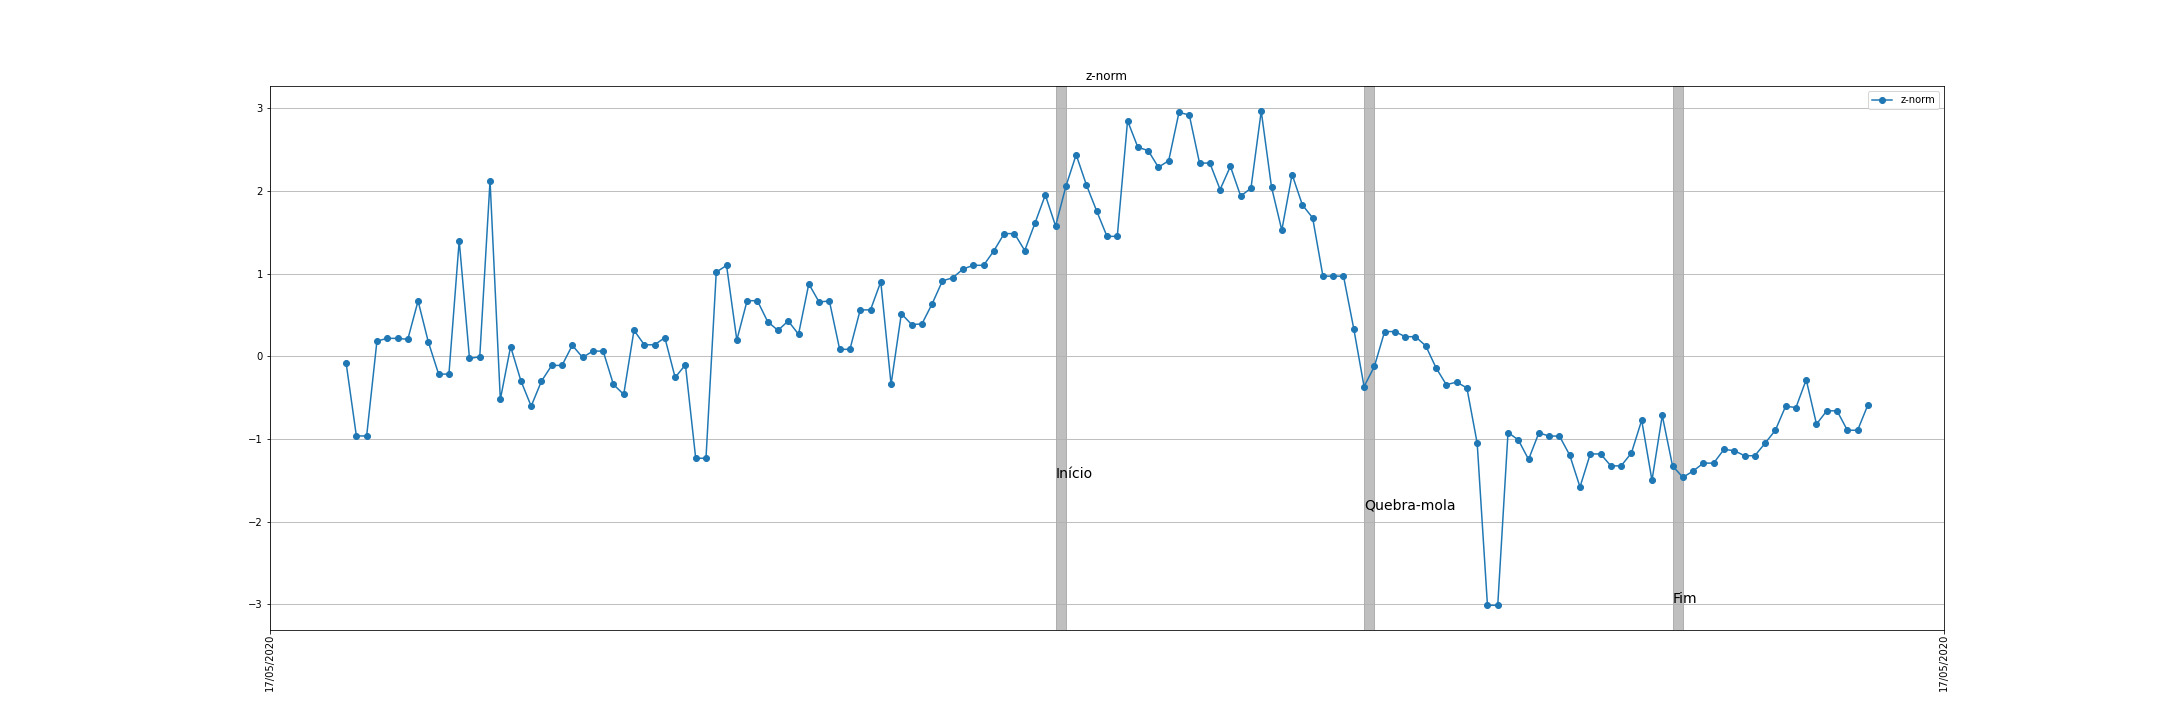 z-norm
z-norm
3
2
1
0
−1
−2
−3
Início
Quebra-mola
Fim
17/05/2020
17/05/2020